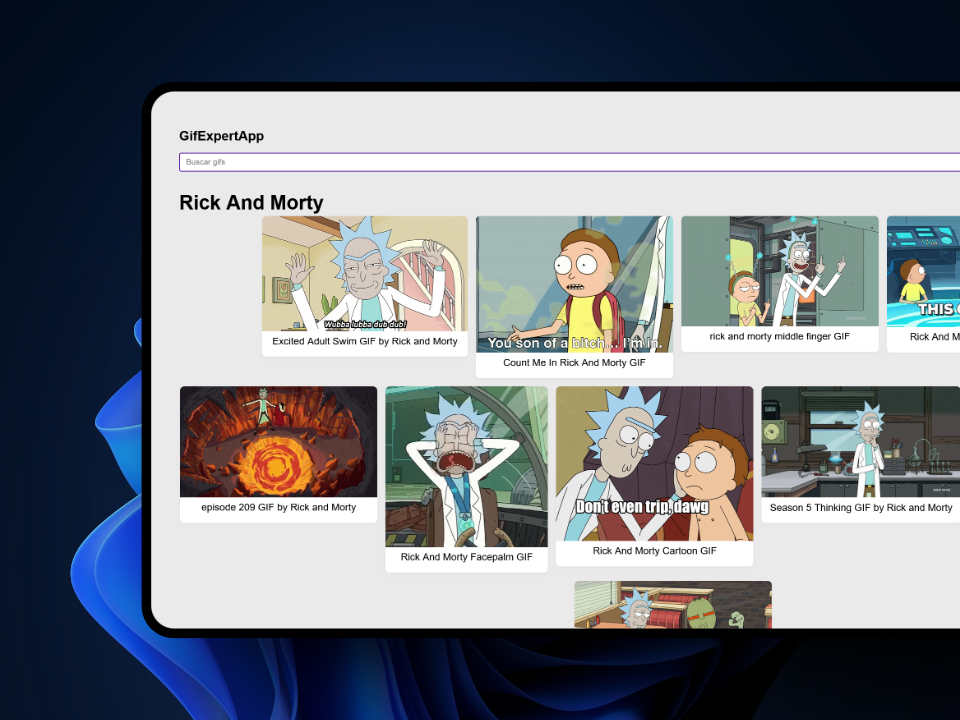 GifExpertApp
Buscar gifs
Rick And Morty
Wubba lubba dub dub!
Excited Adult Swim GIF by Rick and Morty
You son of a bitch... I'm in.
Count Me In Rick And Morty GIF
rick and morty middle finger GIF
THIS
Rick And M
episode 209 GIF by Rick and Morty
Rick And Morty Facepalm GIF
Don't even trip, dawg
Rick And Morty Cartoon GIF
Season 5 Thinking GIF by Rick and Morty